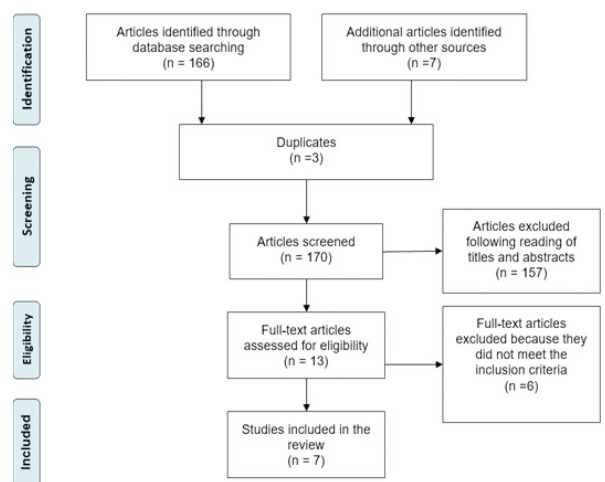 Identification
Articles identified through
database searching
(n = 166)
Additional articles identified
through other sources
(n =7)
Duplicates
(n =3)
Screening
Articles screened
(n = 170)
Articles excluded
following reading of
titles and abstracts
(n = 157)
Eligibility
Full-text articles
assessed for eligibility
(n = 13)
Full-text articles
excluded because they
did not meet the
inclusion criteria
(n =6)
Included
Studies included in the
review
(n = 7)